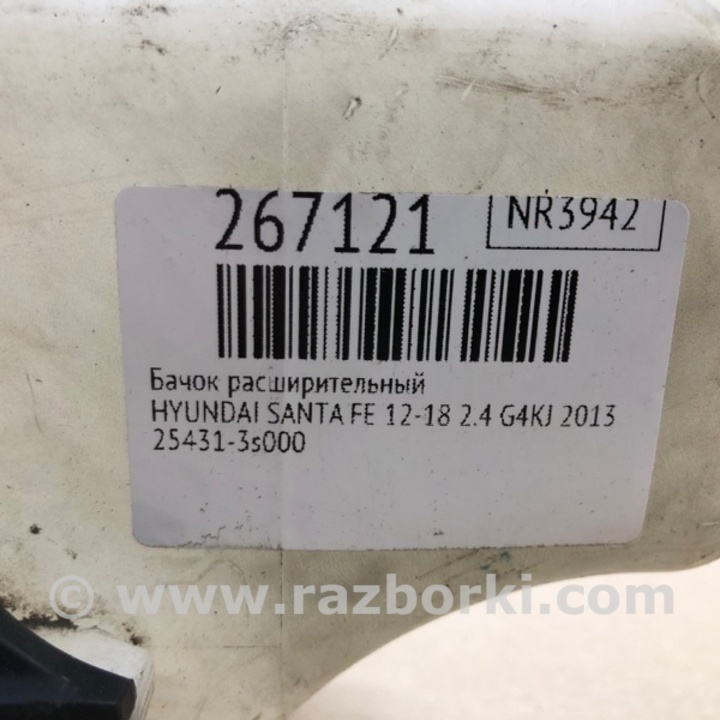 267121
NR3942
Бачок расширительный
HYUNDAI SANTA FE 12-18 2.4 G4KJ 2013
25431-3s000
© www.razborki.com